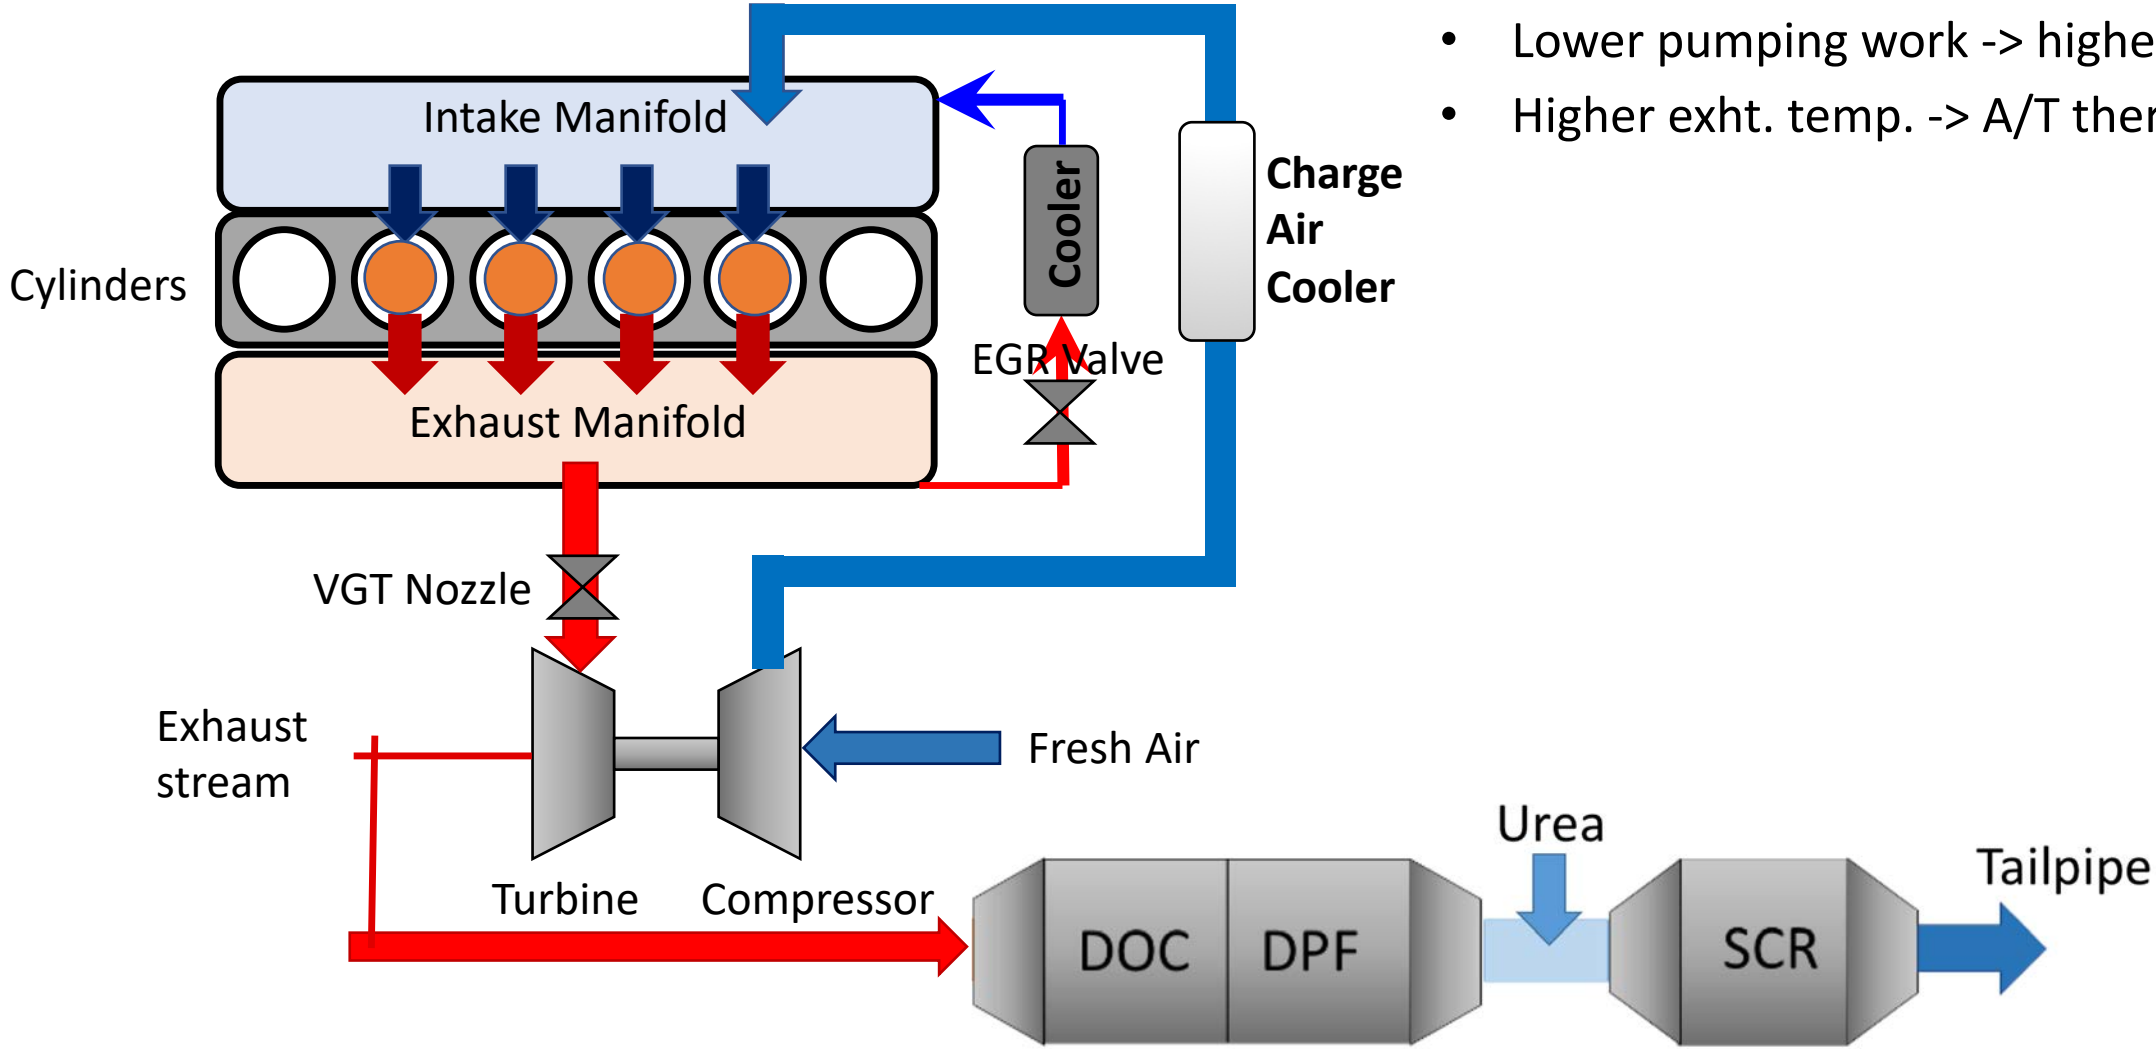 • Lower pumping work -> highe
• Higher exht. temp. -> A/T ther
Intake Manifold
Cooler
Charge
Air
Cooler
Cylinders
EGR Valve
Exhaust Manifold
VGT Nozzle
Exhaust
stream
Fresh Air
Turbine
Compressor
Urea
Tailpipe
DOC
DPF
SCR